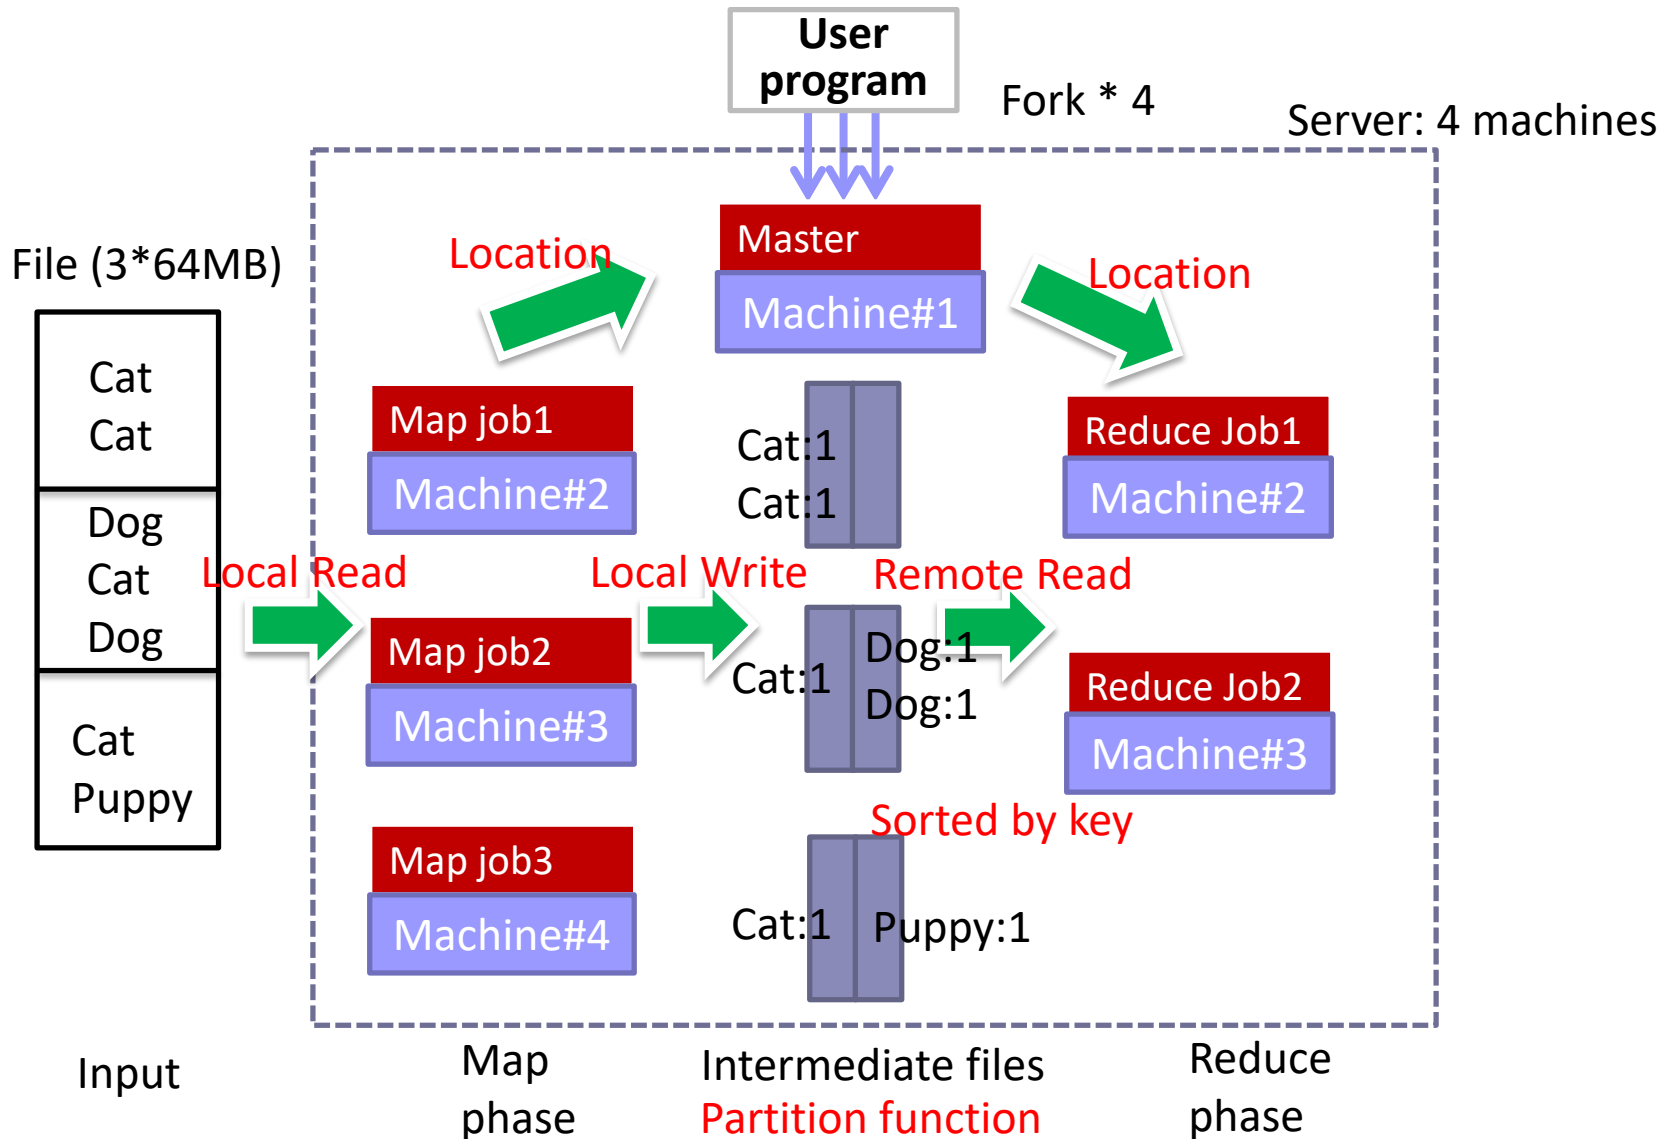 User
program
Fork * 4
Server: 4 machines
File (3*64MB)
Location
Master
Machine#1
Location
Cat
Cat
Dog
Cat
Dog
Cat
Puppy
Local Read
Map job1
Machine#2
Map job2
Machine#3
Map job3
Machine#4
Local Write
Cat:1
Cat:1
Cat:1
Dog:1
Dog:1
Cat:1
Puppy:1
Remote Read
Sorted by key
Reduce Job1
Machine#2
Reduce Job2
Machine#3
Input
Map
phase
Intermediate files
Partition function
Reduce
phase